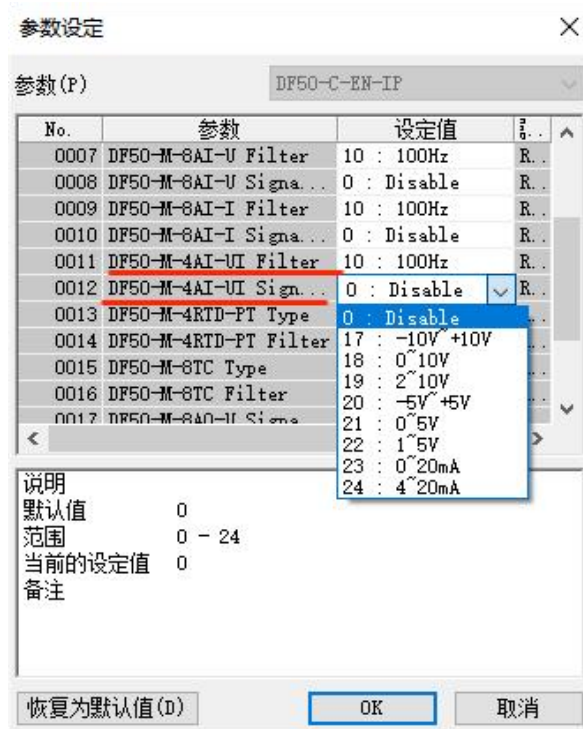 参数设定
参数(P) DF50-C-EN-IP
No. 参数 设定值
0007 DF50-M-8AI-U Filter 10 : 100Hz R..
0008 DF50-M-8AI-U Signa... 0 : Disable R..
0009 DF50-M-8AI-I Filter 10 : 100Hz R..
0010 DF50-M-8AI-I Signa... 0 : Disable R..
0011 DF50-M-4AI-UI Filter 10 : 100Hz R..
0012 DF50-M-4AI-UI Sign... 0 : Disable R..
0013 DF50-M-4RTD-PT Type 0 : Disable
0014 DF50-M-4RTD-PT Filter 17 : -10V~+10V
18 : 0~10V
0015 DF50-M-8TC Type 19 : 2~10V
0016 DF50-M-8TC Filter 20 : -5V~+5V
0017 DF50-M-8AO-U Signa 21 : 0~5V
22 : 1~5V
23 : 0~20mA
24 : 4~20mA
说明
默认值 0
范围 0 - 24
当前的设定值 0
备注
恢复为默认值(D) OK 取消